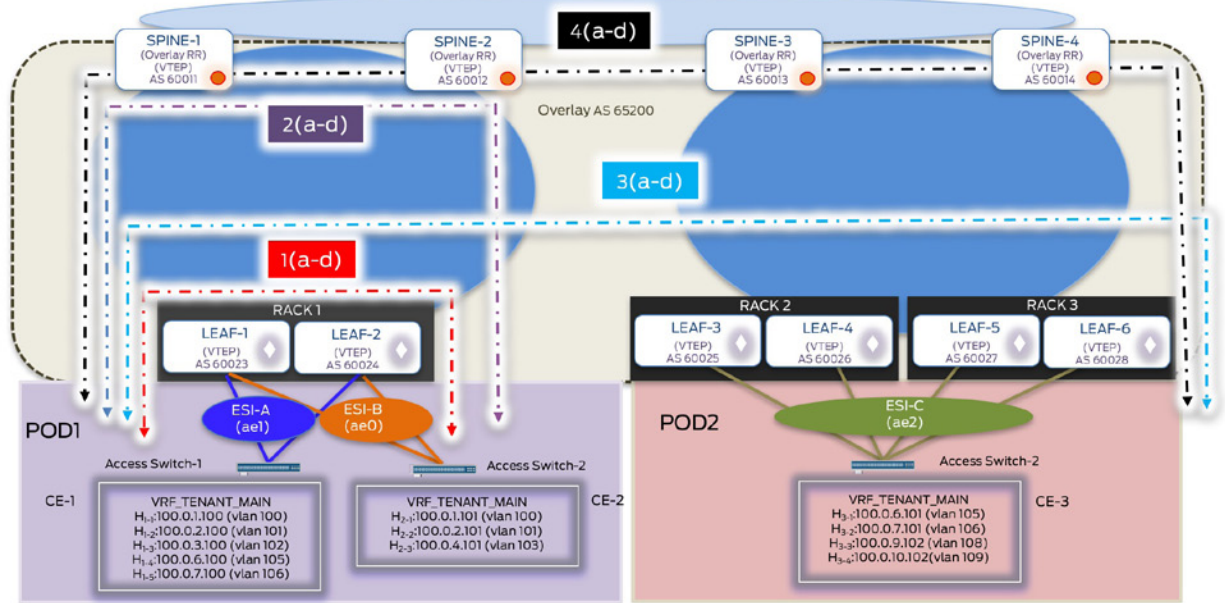 4(a-d)
SPINE-1
(Overlay RR)
(VTEP)
AS 60011
SPINE-2
(Overlay RR)
(VTEP)
AS 60012
SPINE-3
(Overlay RR)
(VTEP)
AS 60013
SPINE-4
(Overlay RR)
(VTEP)
AS 60014
Overlay AS 65200
2(a-d)
3(a-d)
1(a-d)
RACK 1
LEAF-1
(VTEP)
AS 60023
LEAF-2
(VTEP)
AS 60024
RACK 2
LEAF-3
(VTEP)
AS 60025
LEAF-4
(VTEP)
AS 60026
RACK 3
LEAF-5
(VTEP)
AS 60027
LEAF-6
(VTEP)
AS 60028
POD1
ESI-A
(ae1)
ESI-B
(ae0)
POD2
ESI-C
(ae2)
Access Switch-1
Access Switch-2
Access Switch-2
CE-1
VRF_TENANT_MAIN
H1-1:100.0.1.100 (vlan 100)
H1-2:100.0.2.100 (vlan 101)
H1-3:100.0.3.100 (vlan 102)
H1-4:100.0.6.100 (vlan 105)
H1-5:100.0.7.100 (vlan 106)
VRF_TENANT_MAIN
H2-1:100.0.1.101 (vlan 100)
H2-2:100.0.2.101 (vlan 101)
H2-3:100.0.4.101 (vlan 103)
CE-2
VRF_TENANT_MAIN
H3-1:100.0.6.101 (vlan 105)
H3-2:100.0.7.101 (vlan 106)
H3-3:100.0.9.102 (vlan 108)
H3-4:100.0.10.102(vlan 109)
CE-3